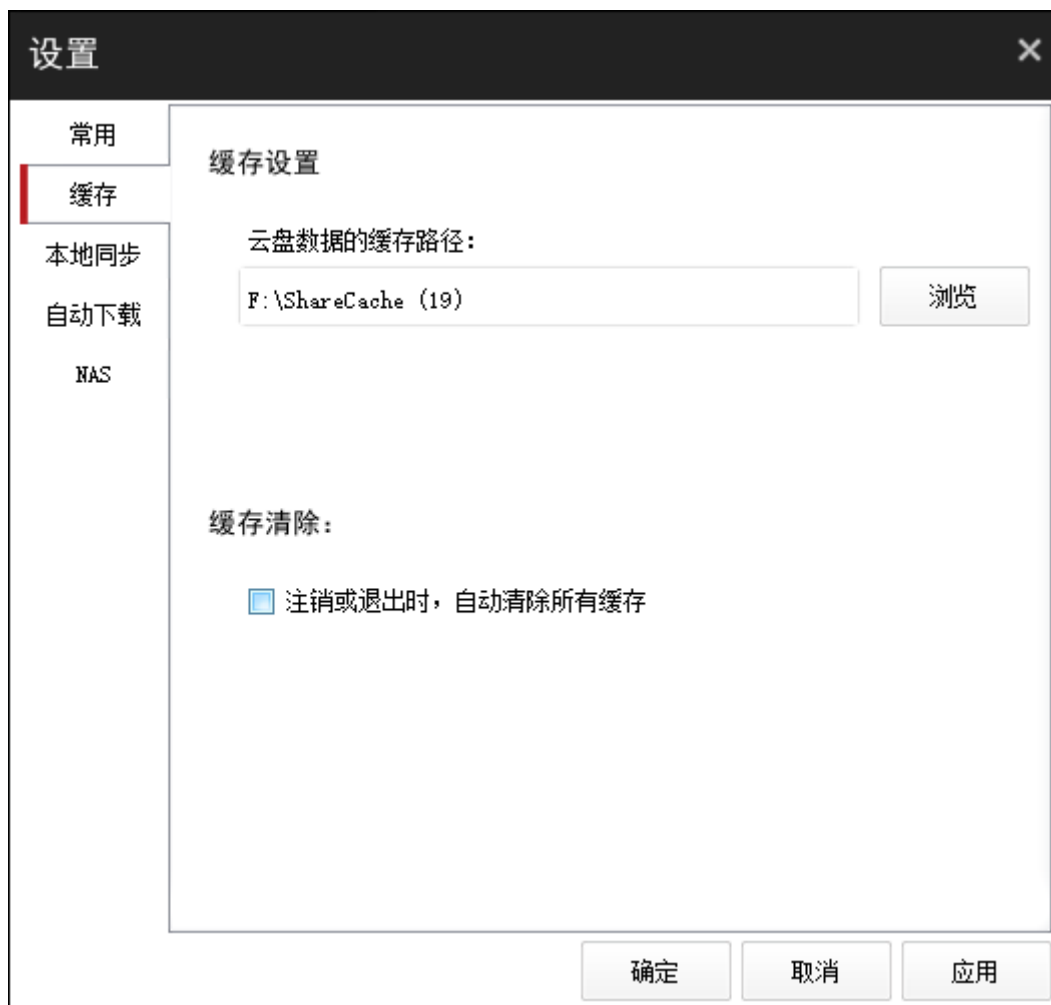 设置
常用
缓存
本地同步
自动下载
NAS
缓存设置
云盘数据的缓存路径：
F:\ShareCache (19)
浏览
缓存清除：
注销或退出时，自动清除所有缓存
确定
取消
应用